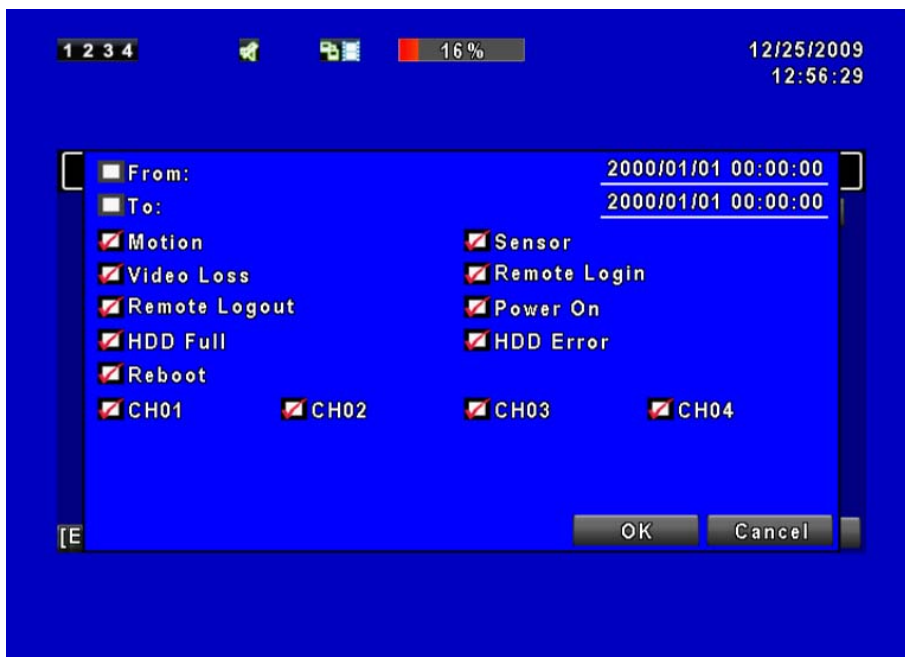 1 2 3 4 16% 12/25/2009
12:56:29
From: 2000/01/01 00:00:00
To: 2000/01/01 00:00:00
Motion Sensor
Video Loss Remote Login
Remote Logout Power On
HDD Full HDD Error
Reboot
CH01 CH02 CH03 CH04
[E OK Cancel